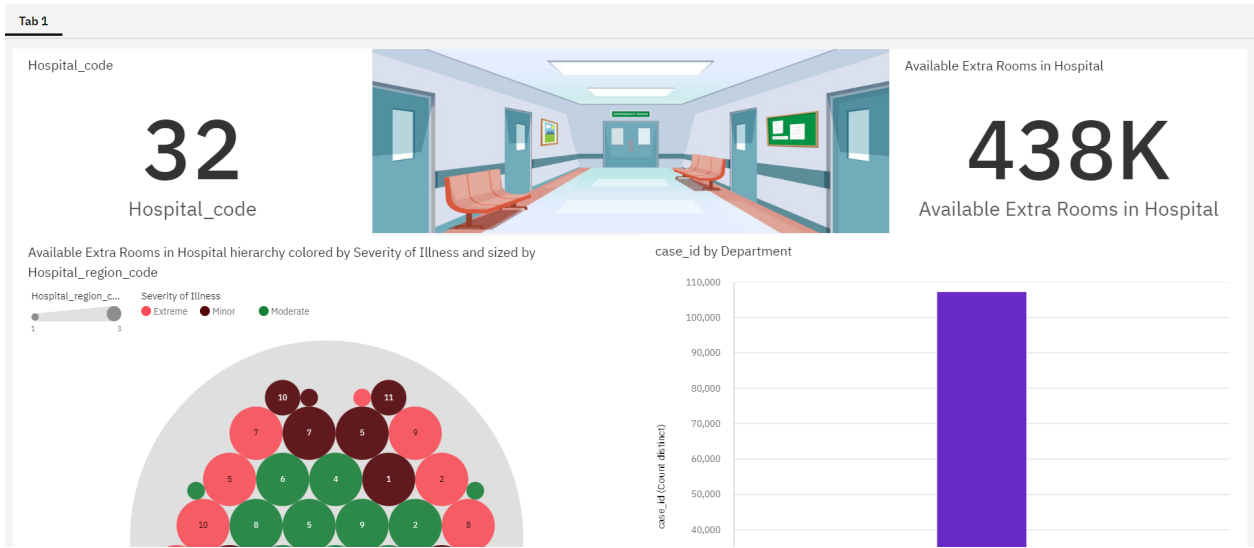 Tab 1
Hospital_code
32
Hospital_code
Available Extra Rooms in Hospital
438K
Available Extra Rooms in Hospital
Available Extra Rooms in Hospital hierarchy colored by Severity of Illness and sized by
Hospital_region_code
Hospital_region_c...
1 3
Severity of Illness
Extreme Minor Moderate
10 11
7 7 5 9
5 6 4 1 2
10 8 5 9 2 8
case_id by Department
case_id (Count distinct)
110,000
100,000
90,000
80,000
70,000
60,000
50,000
40,000